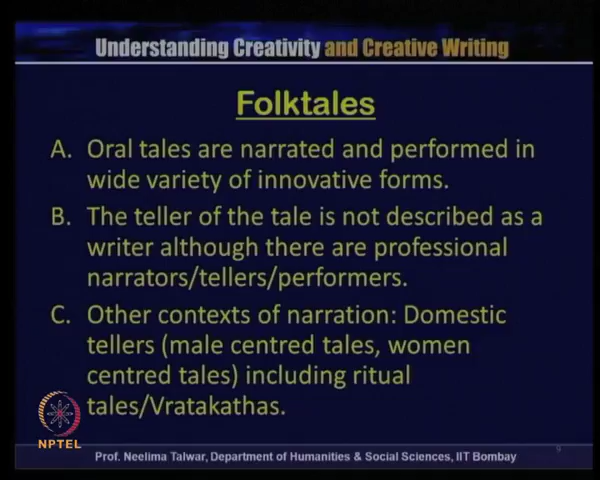 Understanding Creativity and Creative Writing
Folktales
A. Oral tales are narrated and performed in
wide variety of innovative forms.
B. The teller of the tale is not described as a
writer although there are professional
narrators/tellers/performers.
C. Other contexts of narration: Domestic
tellers (male centred tales, women
centred tales) including ritual
tales/Vratakathas.
NPTEL
Prof. Neelima Talwar, Department of Humanities & Social Sciences, IIT Bombay